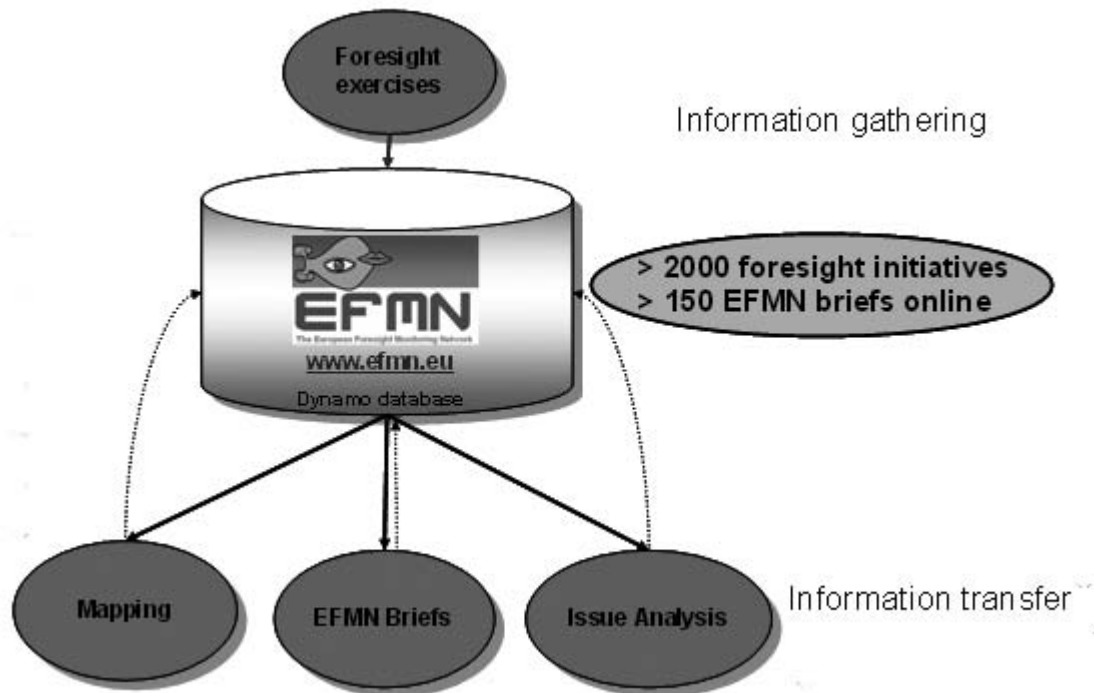 Foresight
exercises
Information gathering
> 2000 foresight initiatives
> 150 EFMN briefs online
EFMN
The European Foresight Monitoring Network
www.efmn.eu
Dynamo database
Mapping
EFMN Briefs
Issue Analysis
Information transfer